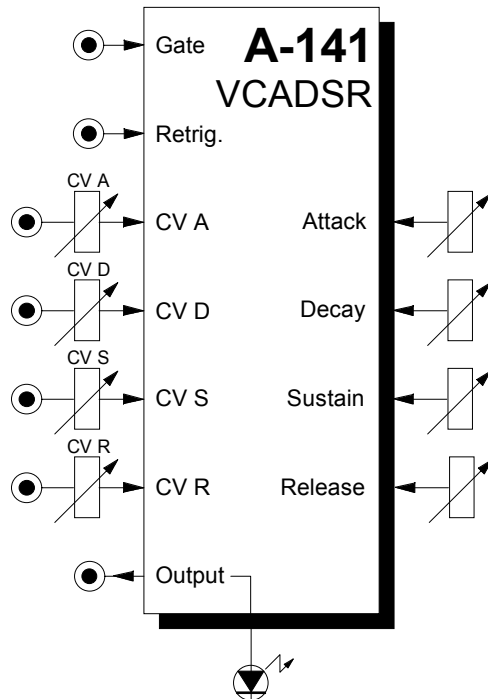 A-141
VCADSR
Gate
Retrig.
CV A
CV A
Attack
CV D
CV D
Decay
CV S
CV S
Sustain
CV R
CV R
Release
Output